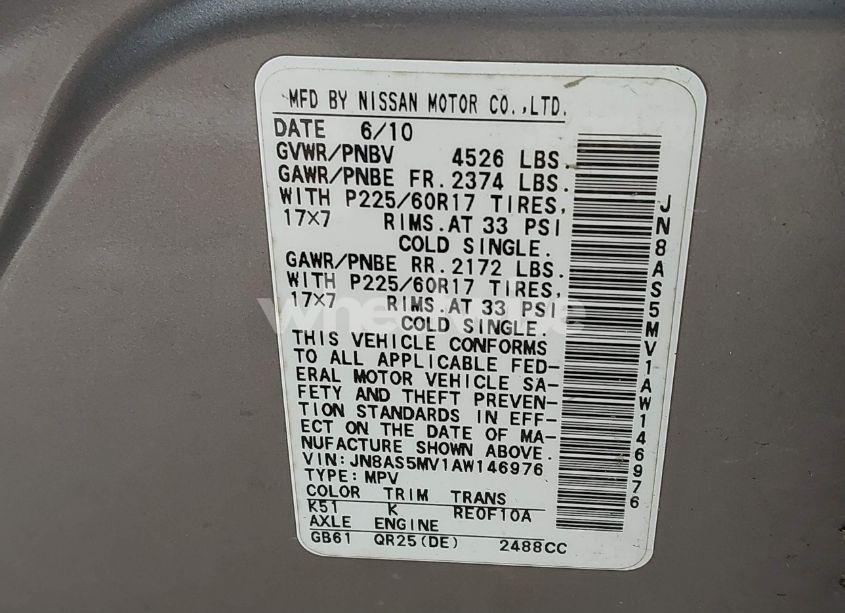 MFD BY NISSAN MOTOR CO.,LTD.
DATE 6/10
GVWR/PNBV 4526 LBS.
GAWR/PNBE FR. 2374 LBS.
WITH P225/60R17 TIRES,
17X7 RIMS.AT 33 PSI
COLD SINGLE.
GAWR/PNBE RR. 2172 LBS.
WITH P225/60R17 TIRES,
17X7 RIMS.AT 33 PSI
COLD SINGLE.
THIS VEHICLE CONFORMS
TO ALL APPLICABLE FED-
ERAL MOTOR VEHICLE SA-
FETY AND THEFT PREVEN-
TION STANDARDS IN EFF-
ECT ON THE DATE OF MA-
NUFACTURE SHOWN ABOVE.
VIN:JN8AS5MV1AW146976
TYPE:MPV
COLOR TRIM TRANS
K51 K RE0F10A
AXLE ENGINE
GB61 QR25(DE) 2488CC
JN8AS5MV1AW146976